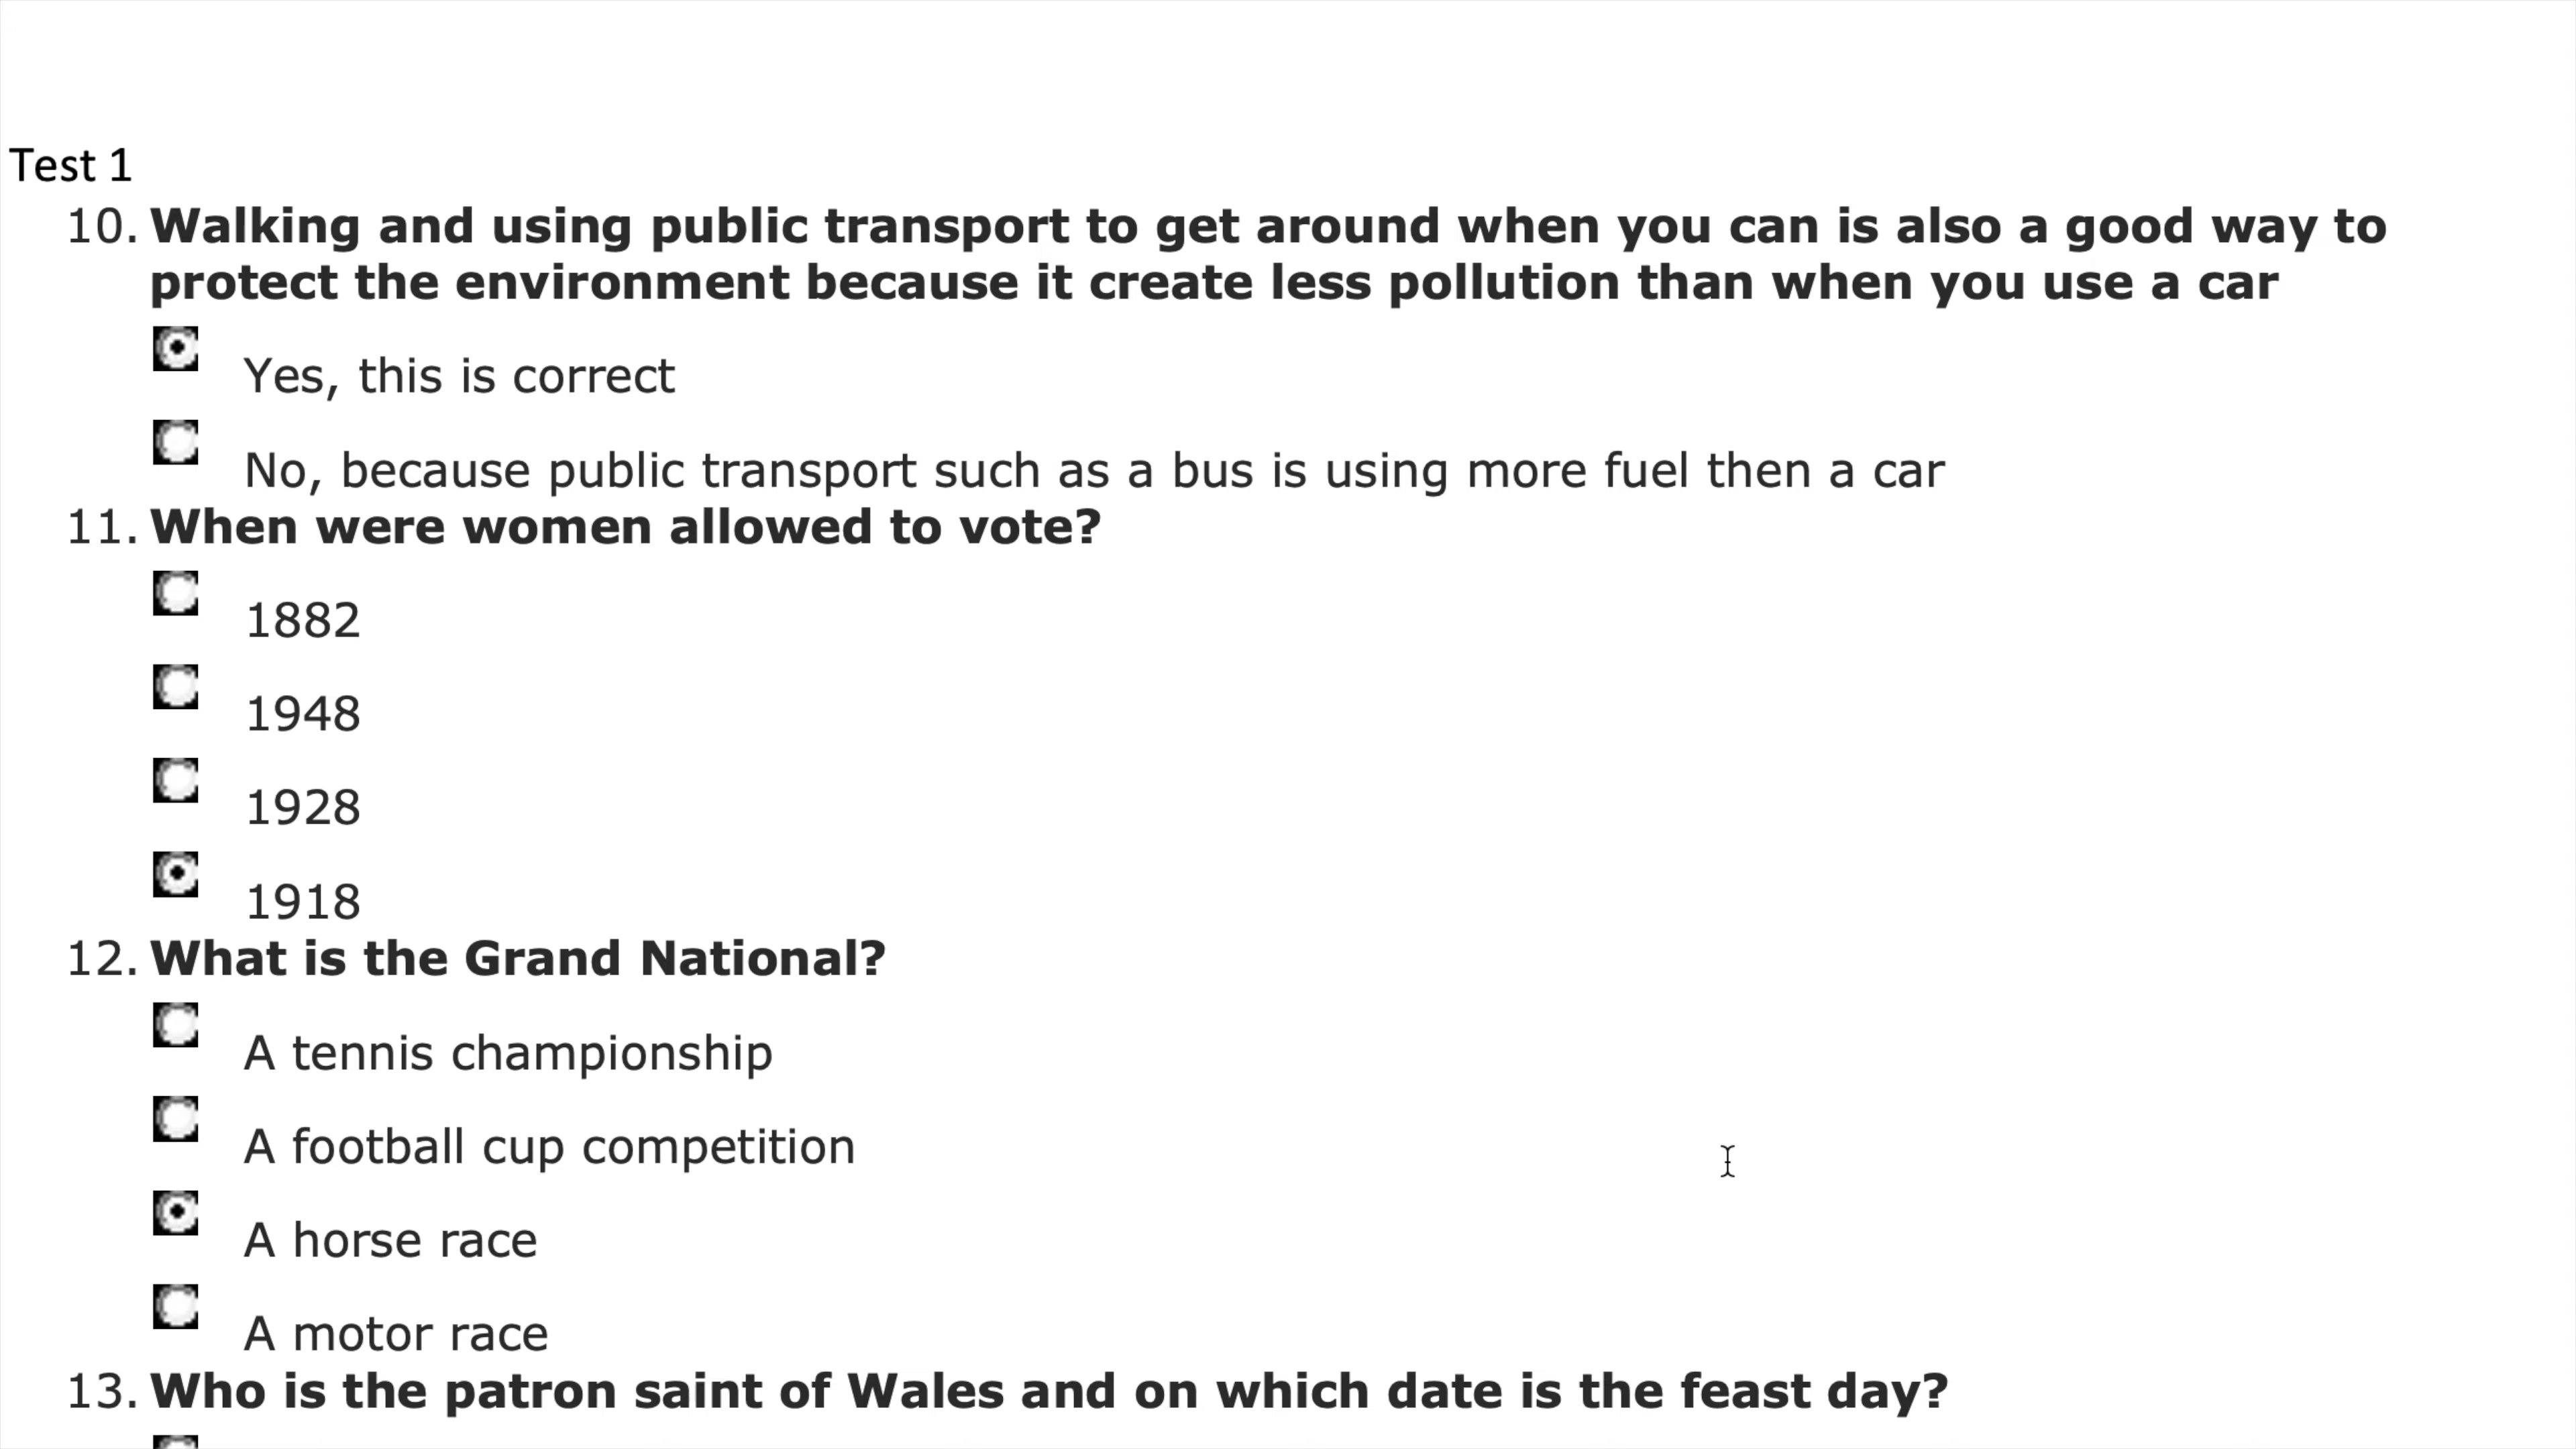 Test 1
10. Walking and using public transport to get around when you can is also a good way to
protect the environment because it create less pollution than when you use a car
Yes, this is correct
No, because public transport such as a bus is using more fuel then a car
11. When were women allowed to vote?
1882
1948
1928
1918
12. What is the Grand National?
A tennis championship
A football cup competition
A horse race
A motor race
13. Who is the patron saint of Wales and on which date is the feast day?